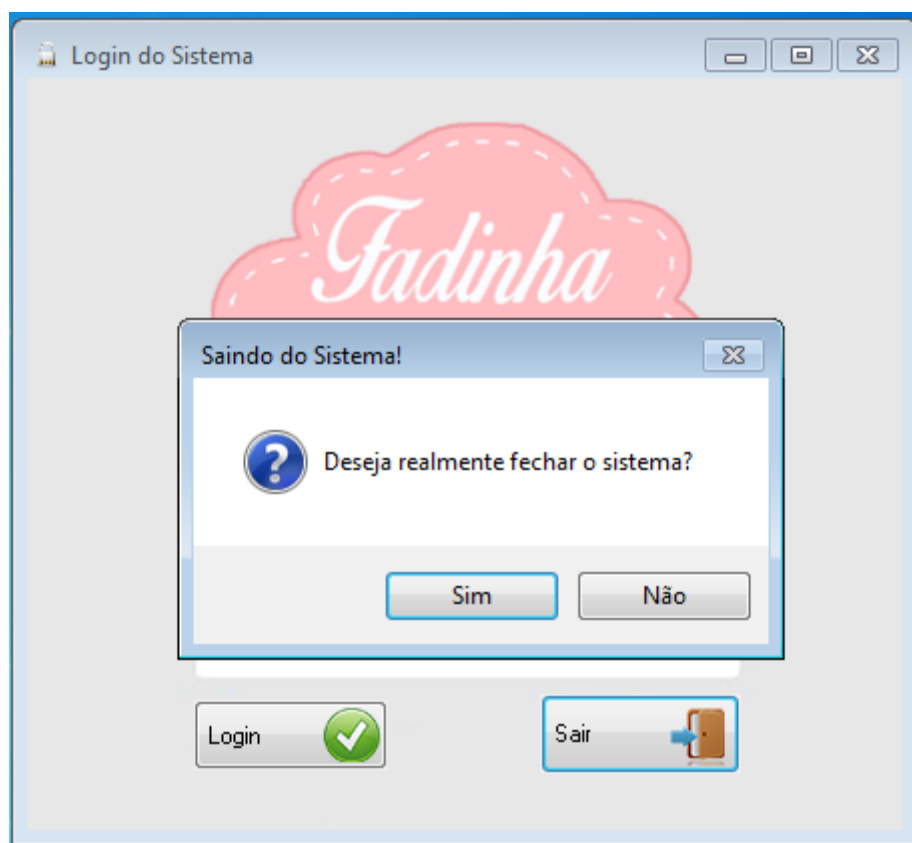 Login do Sistema
Fadinha
Saindo do Sistema!
Deseja realmente fechar o sistema?
Sim
Não
Login
Sair